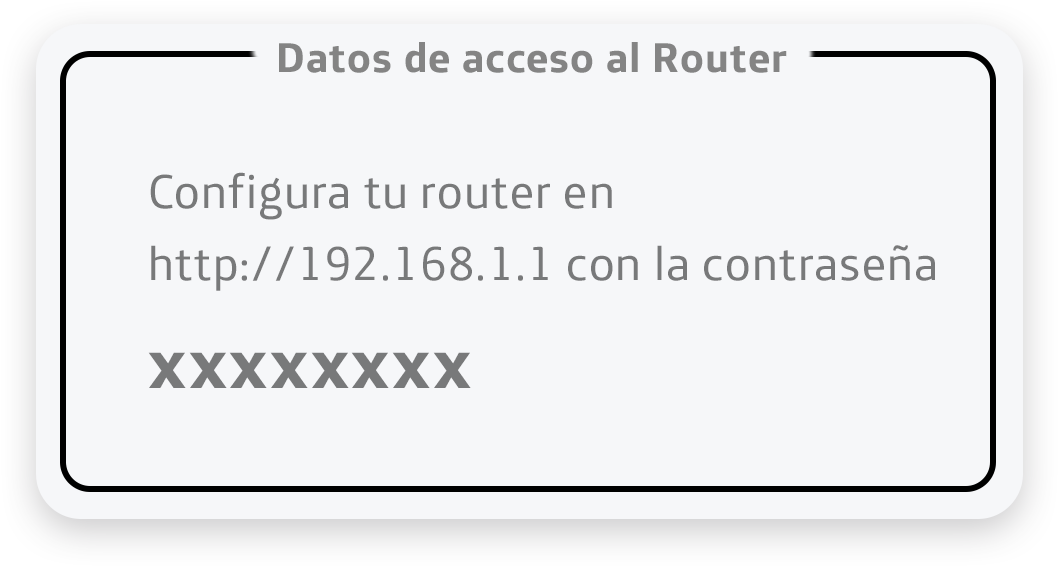 Datos de acceso al Router
Configura tu router en
http://192.168.1.1 con la contraseña
xxxxxxxx